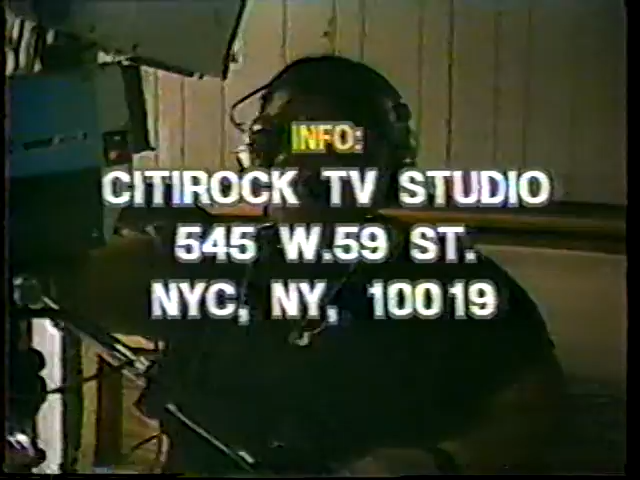 INFO:
CITIROCK TV STUDIO
545 W.59 ST.
NYC, NY, 10019